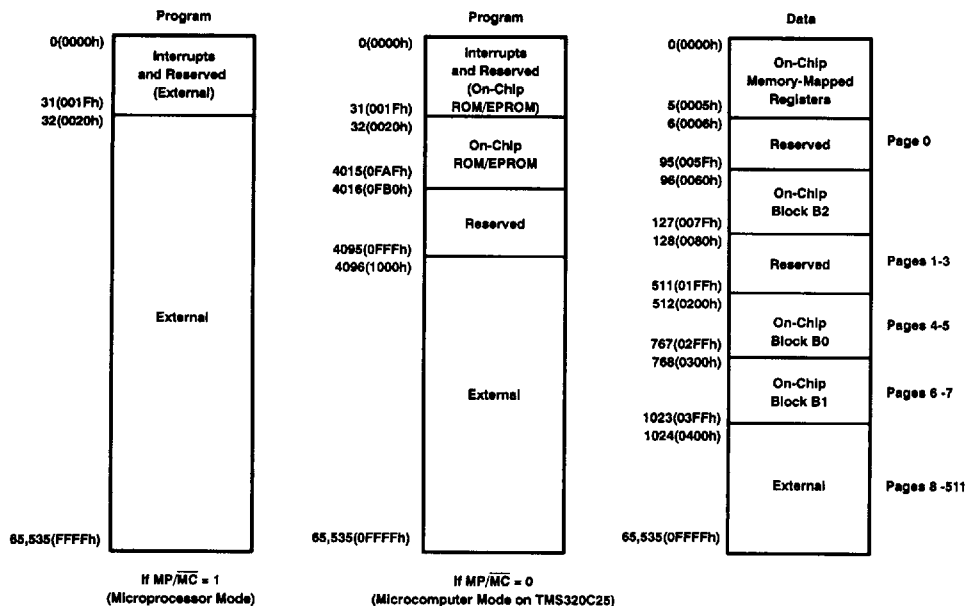 Program
0(0000h)
Interrupts
and Reserved
(External)
31(001Fh)
32(0020h)
External
65,535(FFFFh)
If MP/M̅C̅ = 1
(Microprocessor Mode)
Program
0(0000h)
Interrupts
and Reserved
(On-Chip
ROM/EPROM)
31(001Fh)
32(0020h)
On-Chip
ROM/EPROM
4015(0FAFh)
4016(0FB0h)
Reserved
4095(0FFFh)
4096(1000h)
External
65,535(0FFFFh)
If MP/M̅C̅ = 0
(Microcomputer Mode on TMS320C25)
Data
0(0000h)
On-Chip
Memory-Mapped
Registers
5(0005h)
6(0006h)
Reserved
Page 0
95(005Fh)
96(0060h)
On-Chip
Block B2
127(007Fh)
128(0080h)
Reserved
Pages 1-3
511(01FFh)
512(0200h)
On-Chip
Block B0
Pages 4-5
767(02FFh)
768(0300h)
On-Chip
Block B1
Pages 6 -7
1023(03FFh)
1024(0400h)
External
Pages 8 -511
65,535(0FFFFh)